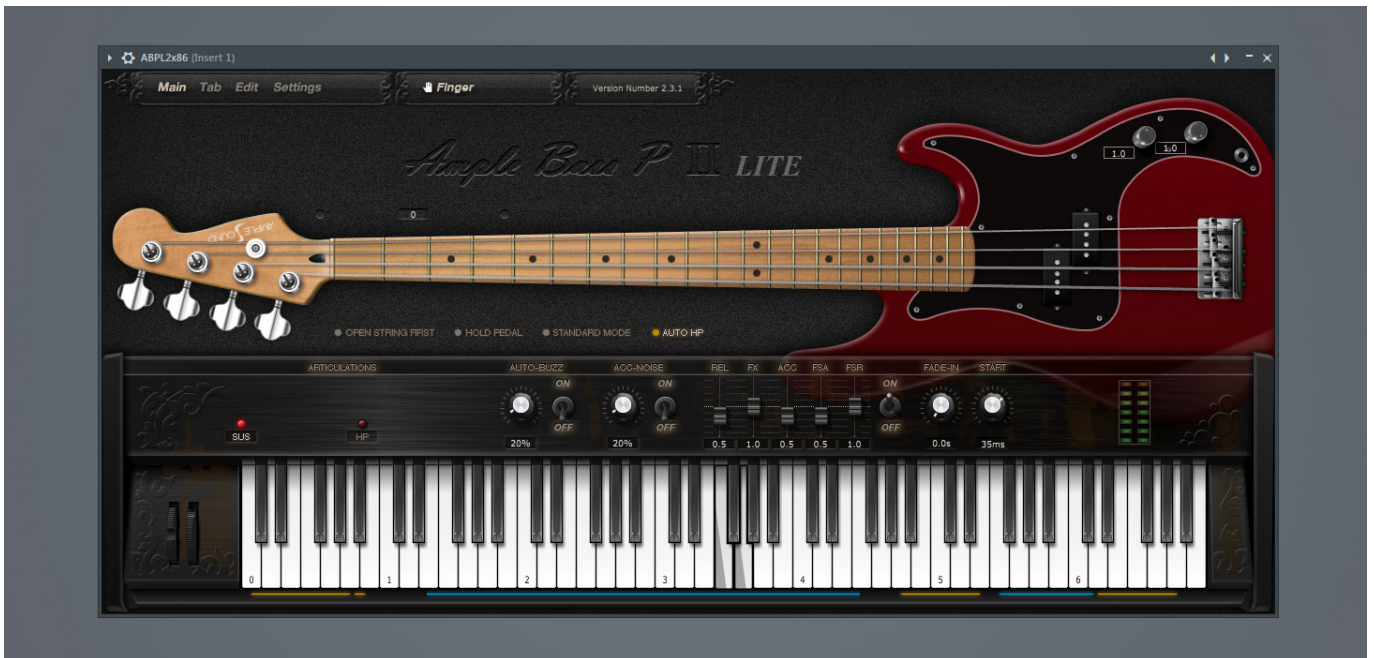 ABPL2x86 (Insert 1)
Main Tab Edit Settings
Finger
Version Number 2.3.1
Ample Bass P II LITE
1.0 1.0
0
AMPLE SOUND
OPEN STRING FIRST HOLD PEDAL STANDARD MODE AUTO HP
ARTICULATIONS AUTO-BUZZ ACC-NOISE REL FX ACC FSA FSR FADE-IN START
ON ON ON
OFF OFF OFF
SUS HP
20% 20% 0.5 1.0 0.5 0.5 1.0 0.0s 35ms
0 1 2 3 4 5 6